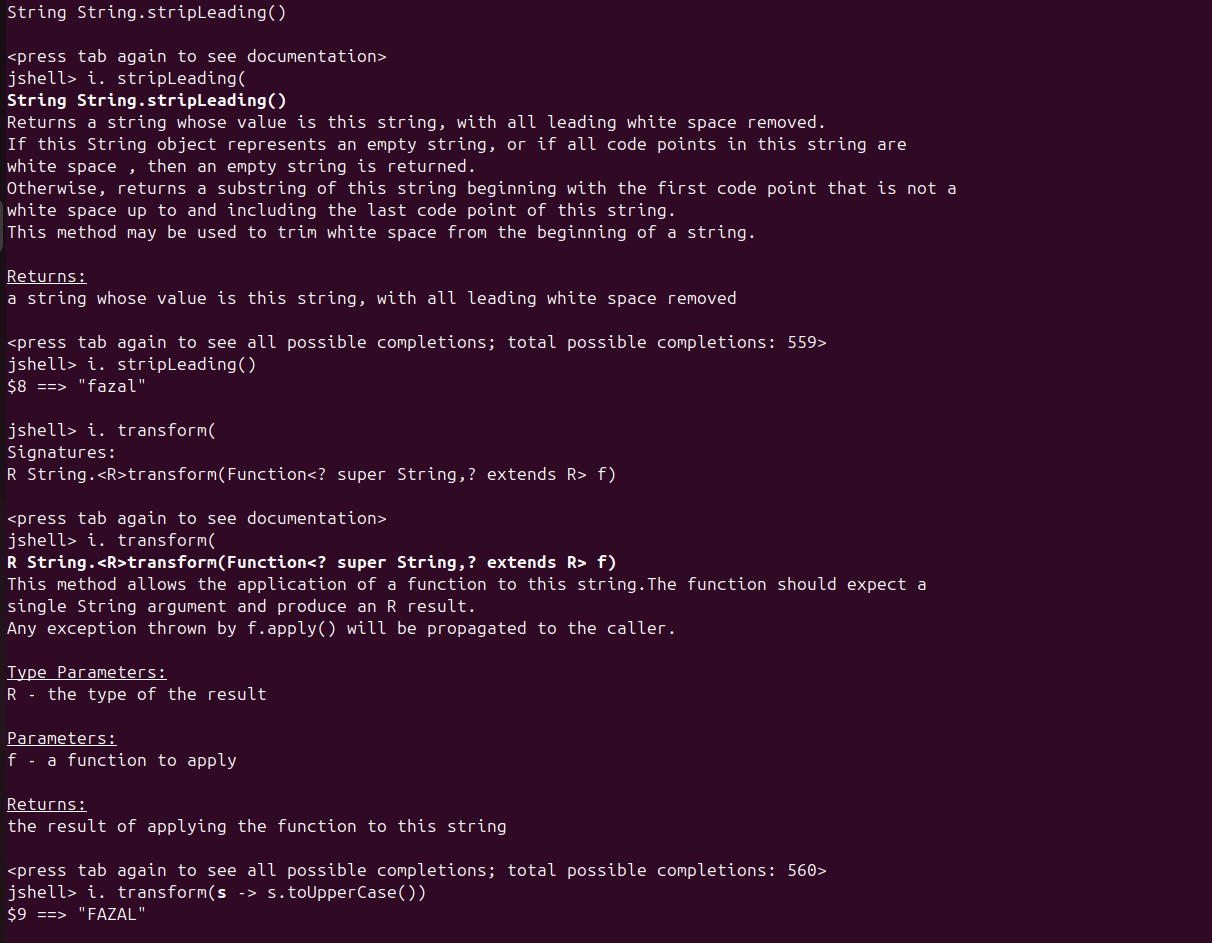 String String.stripLeading()
<press tab again to see documentation>
jshell> i. stripLeading(
String String.stripLeading()
Returns a string whose value is this string, with all leading white space removed.
If this String object represents an empty string, or if all code points in this string are
white space , then an empty string is returned.
Otherwise, returns a substring of this string beginning with the first code point that is not a
white space up to and including the last code point of this string.
This method may be used to trim white space from the beginning of a string.
Returns:
a string whose value is this string, with all leading white space removed
<press tab again to see all possible completions; total possible completions: 559>
jshell> i. stripLeading()
$8 ==> "fazal"
jshell> i. transform(
Signatures:
R String.<R>transform(Function<? super String,? extends R> f)
<press tab again to see documentation>
jshell> i. transform(
R String.<R>transform(Function<? super String,? extends R> f)
This method allows the application of a function to this string.The function should expect a
single String argument and produce an R result.
Any exception thrown by f.apply() will be propagated to the caller.
Type Parameters:
R - the type of the result
Parameters:
f - a function to apply
Returns:
the result of applying the function to this string
<press tab again to see all possible completions; total possible completions: 560>
jshell> i. transform(s -> s.toUpperCase())
$9 ==> "FAZAL"